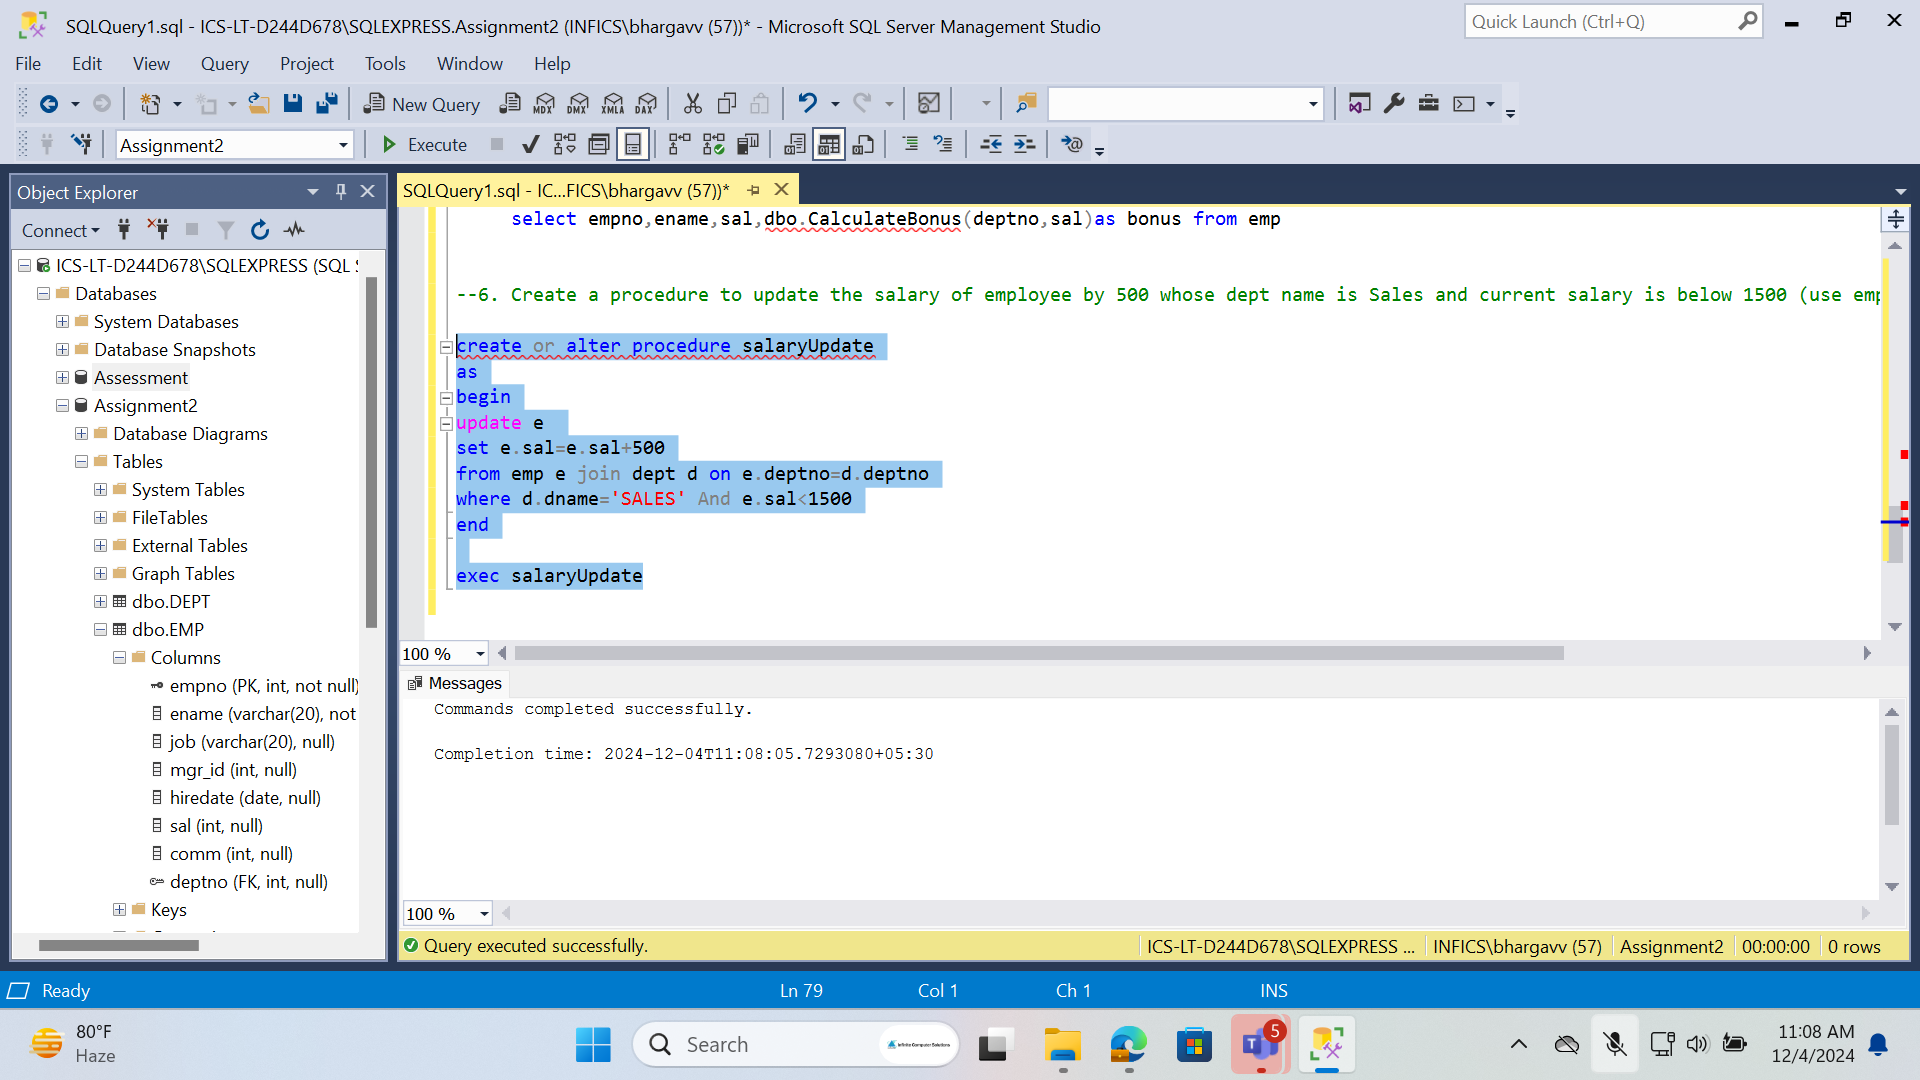 SQLQuery1.sql - ICS-LT-D244D678\SQLEXPRESS.Assignment2 (INFICS\bhargavv (57))* - Microsoft SQL Server Management Studio
Quick Launch (Ctrl+Q)
File Edit View Query Project Tools Window Help
New Query MDX DMX XMLA DAX
Assignment2 Execute
Object Explorer
Connect
ICS-LT-D244D678\SQLEXPRESS (SQL S
Databases
System Databases
Database Snapshots
Assessment
Assignment2
Database Diagrams
Tables
System Tables
FileTables
External Tables
Graph Tables
dbo.DEPT
dbo.EMP
Columns
empno (PK, int, not null)
ename (varchar(20), not
job (varchar(20), null)
mgr_id (int, null)
hiredate (date, null)
sal (int, null)
comm (int, null)
deptno (FK, int, null)
Keys
SQLQuery1.sql - IC...FICS\bhargavv (57))*
select empno,ename,sal,dbo.CalculateBonus(deptno,sal)as bonus from emp
--6. Create a procedure to update the salary of employee by 500 whose dept name is Sales and current salary is below 1500 (use emp
create or alter procedure salaryUpdate
as
begin
update e
set e.sal=e.sal+500
from emp e join dept d on e.deptno=d.deptno
where d.dname='SALES' And e.sal<1500
end
exec salaryUpdate
100 %
Messages
Commands completed successfully.
Completion time: 2024-12-04T11:08:05.7293080+05:30
100 %
Query executed successfully. ICS-LT-D244D678\SQLEXPRESS ... INFICS\bhargavv (57) Assignment2 00:00:00 0 rows
Ready Ln 79 Col 1 Ch 1 INS
80°F
Haze
Search
Infinite Computer Solutions
5
11:08 AM
12/4/2024